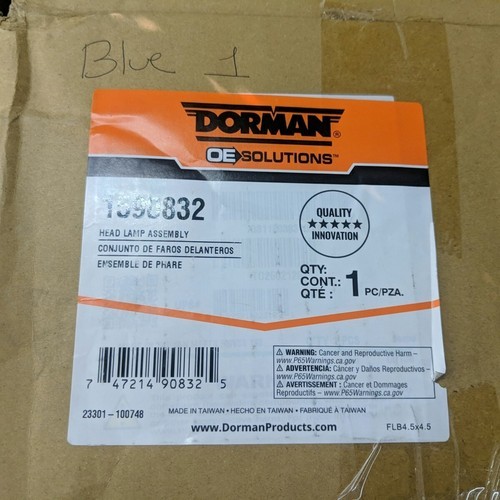 Blue 1
DORMAN®
OE SOLUTIONS™
HEAD LAMP ASSEMBLY
CONJUNTO DE FAROS DELANTEROS
ENSEMBLE DE PHARE
QUALITY
★★★★★
INNOVATION
QTY:
CONT.: 1 PC/PZA.
QTÉ :
⚠ WARNING: Cancer and Reproductive Harm –
www.P65Warnings.ca.gov
⚠ ADVERTENCIA: Cáncer y Daños Reproductivos –
www.P65Warnings.ca.gov
⚠ AVERTISSEMENT : Cancer et Dommages
Reproductifs – www.P65Warnings.ca.gov
7 47214 90832 5
23301–100748
MADE IN TAIWAN • HECHO EN TAIWAN • FABRIQUÉ À TAIWAN
www.DormanProducts.com
FLB4.5x4.5